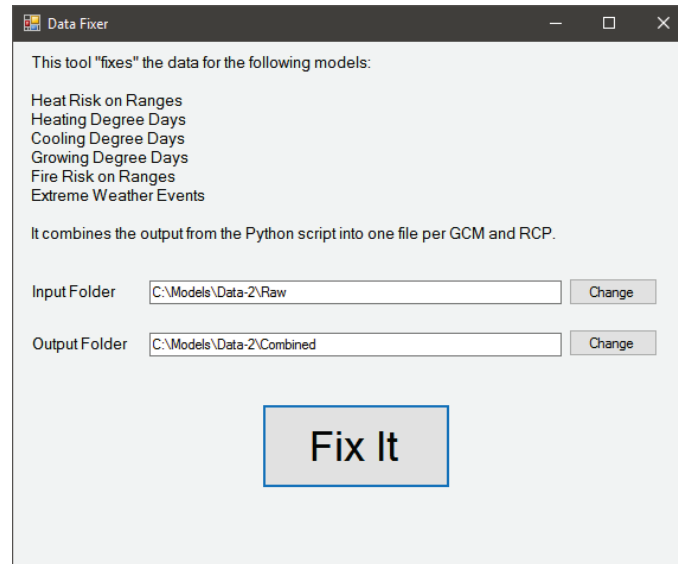 Data Fixer
This tool "fixes" the data for the following models:
Heat Risk on Ranges
Heating Degree Days
Cooling Degree Days
Growing Degree Days
Fire Risk on Ranges
Extreme Weather Events
It combines the output from the Python script into one file per GCM and RCP.
Input Folder C:\Models\Data-2\Raw Change
Output Folder C:\Models\Data-2\Combined Change
Fix It